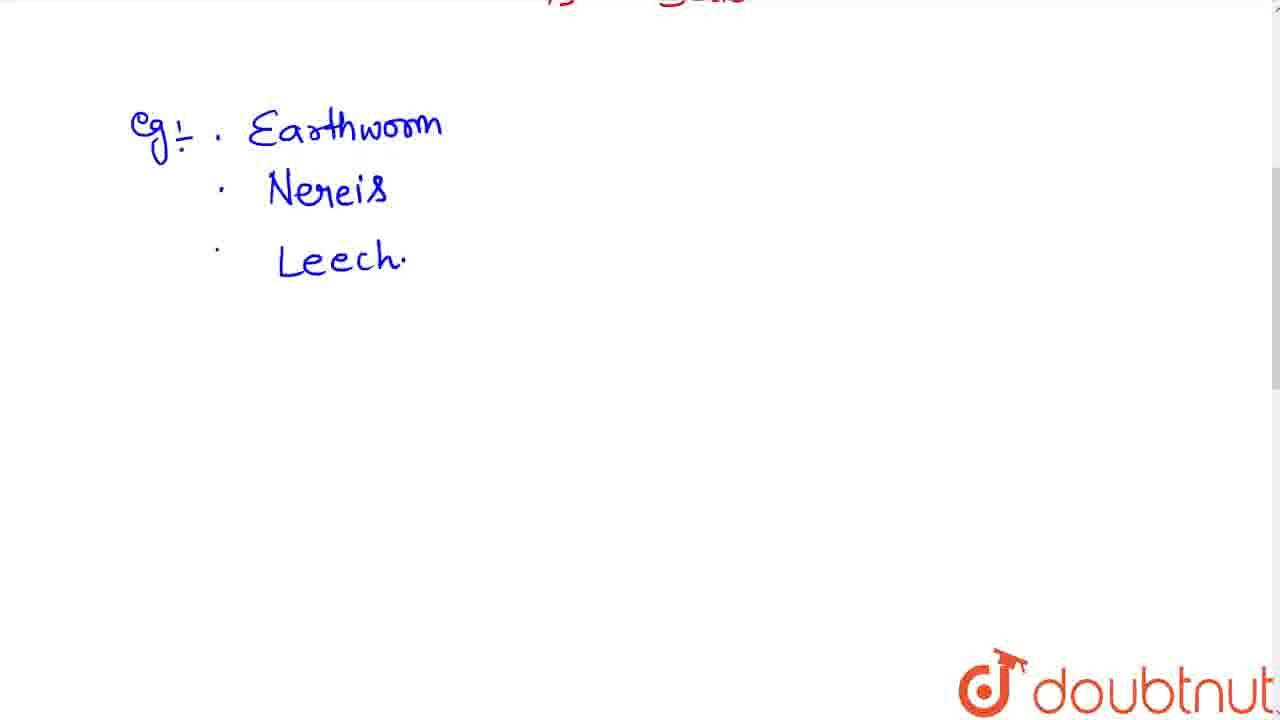 eg:- . Earthworm
. Nereis
. Leech.
doubtnut